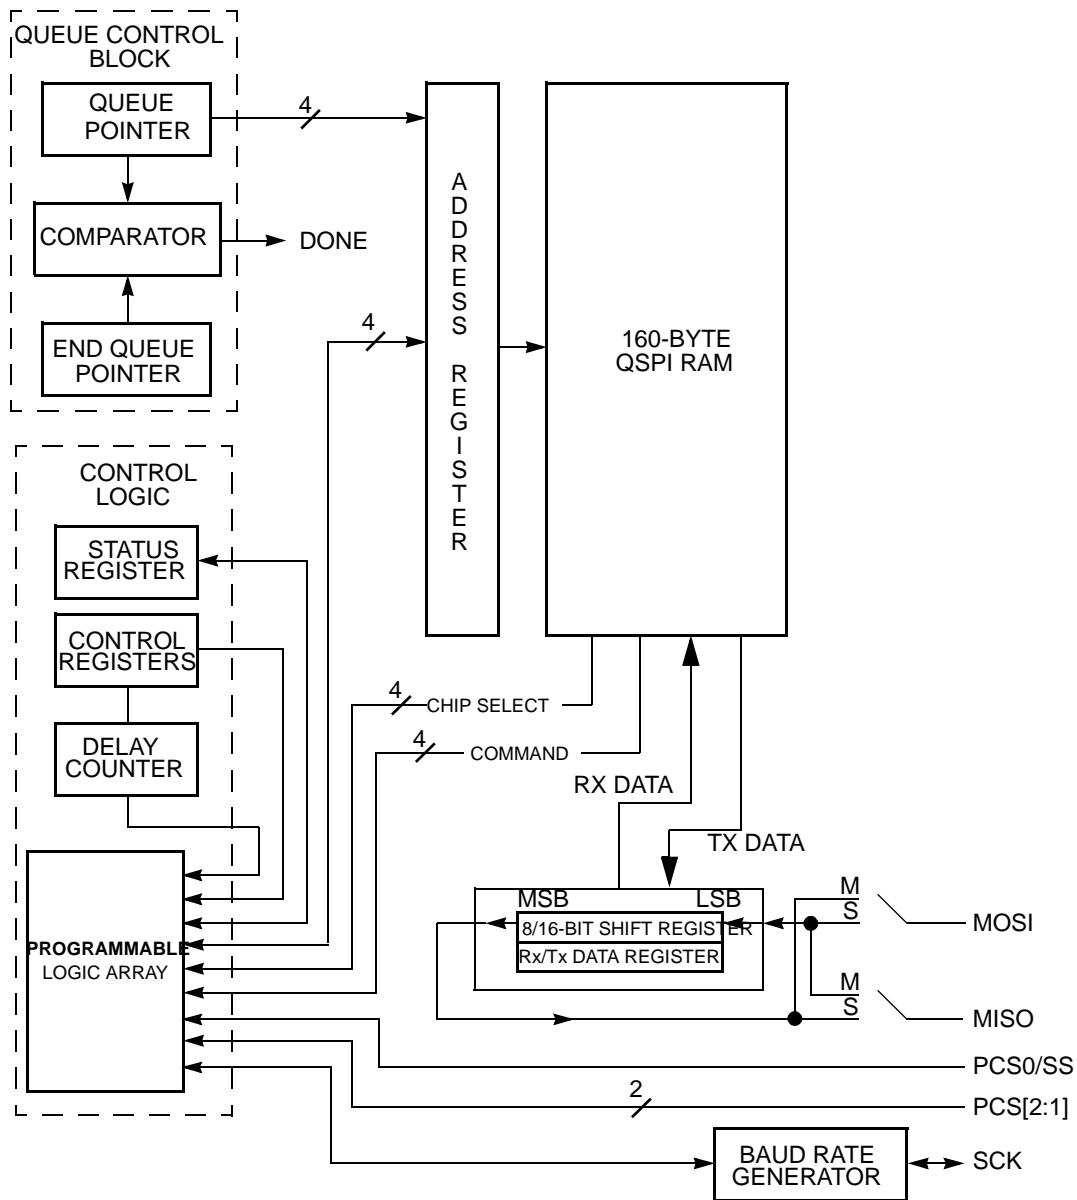 QUEUE CONTROL
BLOCK
QUEUE
POINTER
4
COMPARATOR
DONE
END QUEUE
POINTER
4
ADDRESS REGISTER
160-BYTE
QSPI RAM
CONTROL
LOGIC
STATUS
REGISTER
CONTROL
REGISTERS
DELAY
COUNTER
4
CHIP SELECT
4
COMMAND
RX DATA
TX DATA
MSB
LSB
8/16-BIT SHIFT REGISTER
Rx/Tx DATA REGISTER
M
S
MOSI
M
S
MISO
PROGRAMMABLE
LOGIC ARRAY
PCS0/SS
2
PCS[2:1]
BAUD RATE
GENERATOR
SCK